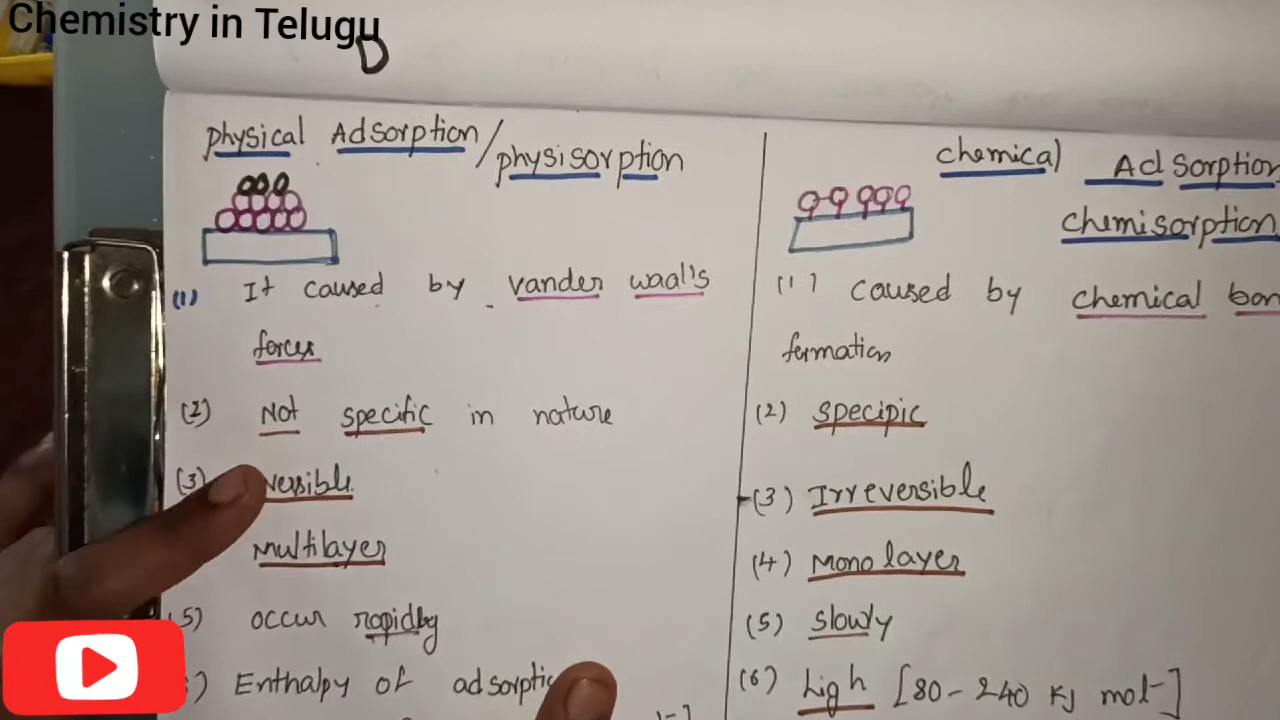 Chemistry in Telugu
D
physical Adsorption/physisorption
(1) It caused by vander waal's
forces
(2) Not specific in nature
(3)
Multilayer
5) occur rapidly
) Enthalpy of
chemical Adsorption
chemisorption
(1) caused by chemical
formation
(2) specipic
(3) Irreversible
(4) Mono layer
(5) slowly
(6) high [80-240 KJ mol-]